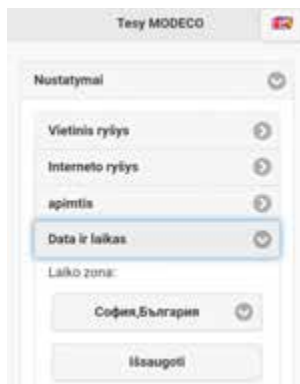 Tesy MODECO
Nustatymai
Vietinis ryšys
Interneto ryšys
apimtis
Data ir laikas
Laiko zona:
София,България
Išsaugoti